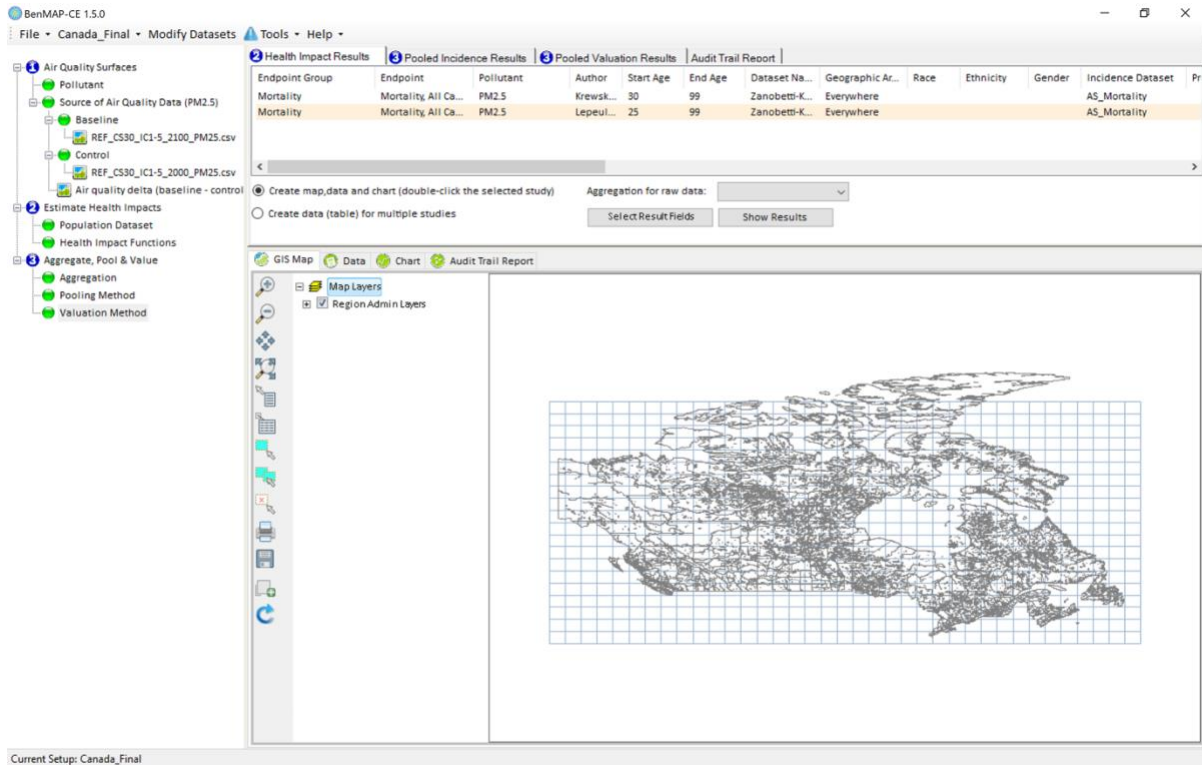 BenMAP-CE 1.5.0
File Canada_Final Modify Datasets Tools Help
1 Air Quality Surfaces
Pollutant
Source of Air Quality Data (PM2.5)
Baseline
REF_CS30_IC1-5_2100_PM25.csv
Control
REF_CS30_IC1-5_2000_PM25.csv
Air quality delta (baseline - control
2 Estimate Health Impacts
Population Dataset
Health Impact Functions
3 Aggregate, Pool & Value
Aggregation
Pooling Method
Valuation Method
2 Health Impact Results 3 Pooled Incidence Results 3 Pooled Valuation Results Audit Trail Report
Endpoint Group Endpoint Pollutant Author Start Age End Age Dataset Na... Geographic Ar... Race Ethnicity Gender Incidence Dataset Pr
Mortality Mortality, All Ca... PM2.5 Krewsk... 30 99 Zanobetti-K... Everywhere AS_Mortality
Mortality Mortality, All Ca... PM2.5 Lepeul... 25 99 Zanobetti-K... Everywhere AS_Mortality
Create map,data and chart (double-click the selected study) Aggregation for raw data:
Create data (table) for multiple studies Select Result Fields Show Results
GIS Map Data Chart Audit Trail Report
Map Layers
Region Admin Layers
Current Setup: Canada_Final